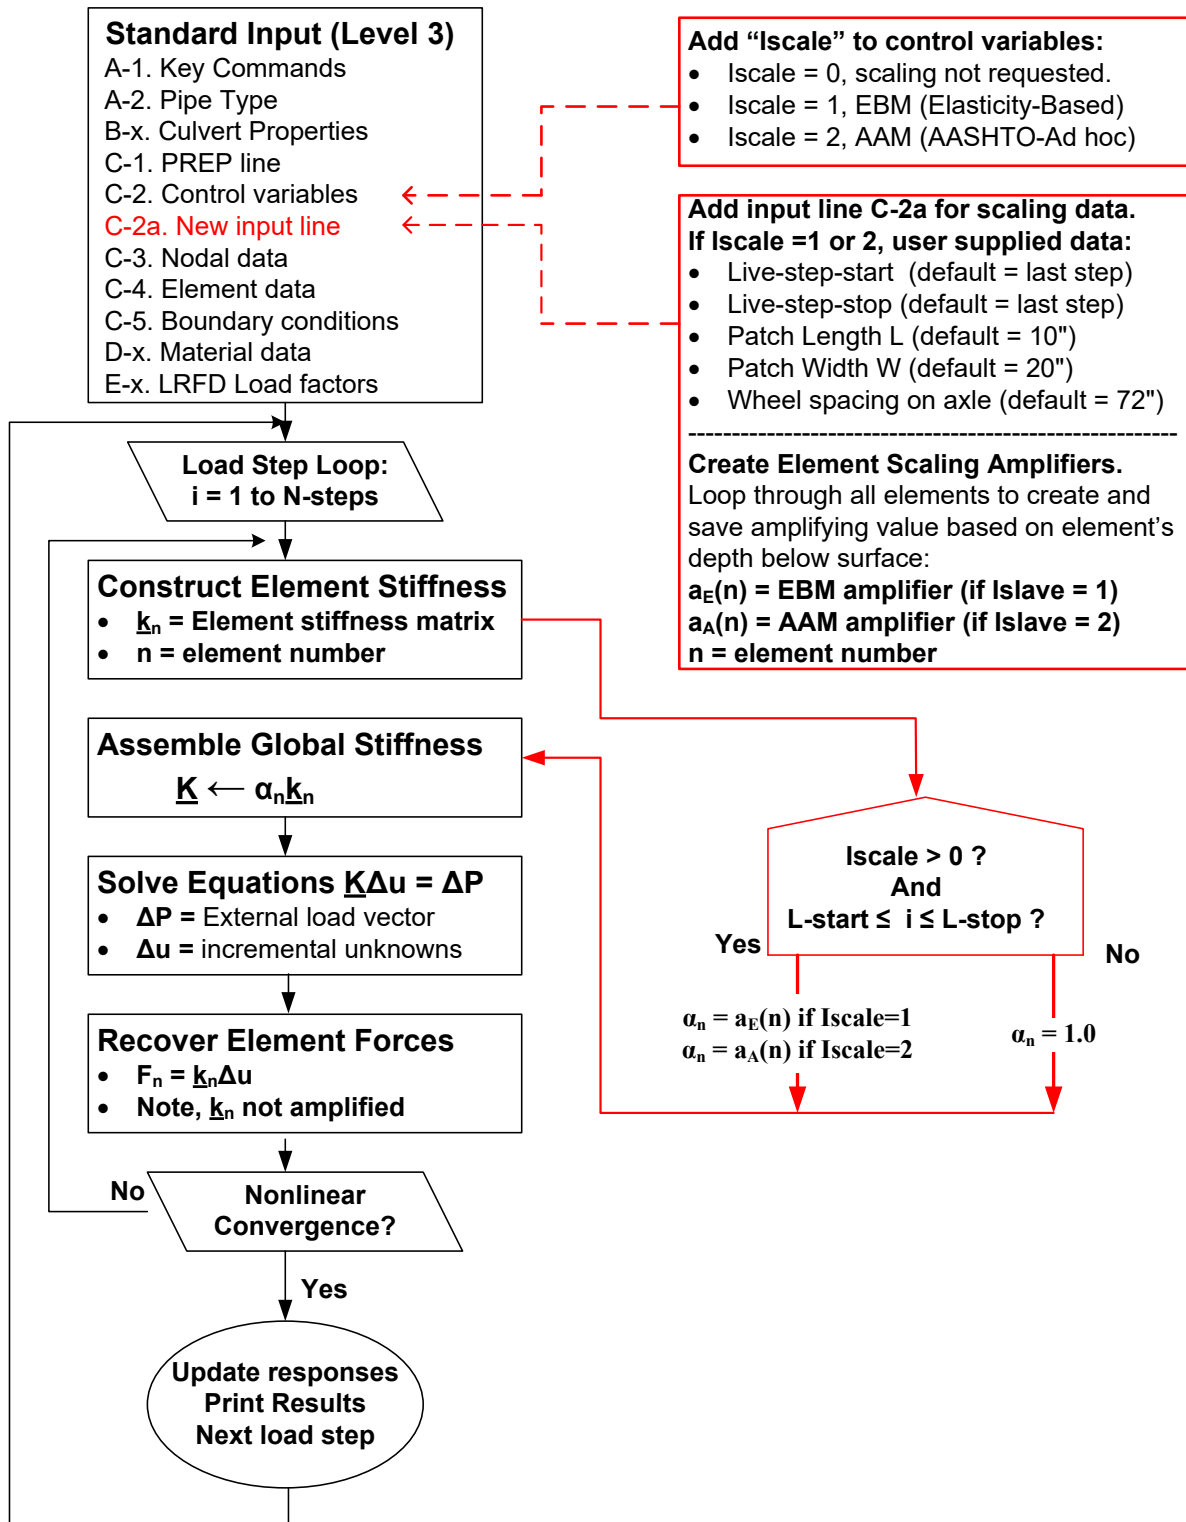 Standard Input (Level 3)
A-1. Key Commands
A-2. Pipe Type
B-x. Culvert Properties
C-1. PREP line
C-2. Control variables
C-2a. New input line
C-3. Nodal data
C-4. Element data
C-5. Boundary conditions
D-x. Material data
E-x. LRFD Load factors
Add “Iscale” to control variables:
• Iscale = 0, scaling not requested.
• Iscale = 1, EBM (Elasticity-Based)
• Iscale = 2, AAM (AASHTO-Ad hoc)
Add input line C-2a for scaling data.
If Iscale =1 or 2, user supplied data:
• Live-step-start (default = last step)
• Live-step-stop (default = last step)
• Patch Length L (default = 10")
• Patch Width W (default = 20")
• Wheel spacing on axle (default = 72")
--------------------------------------------------------
Create Element Scaling Amplifiers.
Loop through all elements to create and
save amplifying value based on element’s
depth below surface:
aE(n) = EBM amplifier (if Islave = 1)
aA(n) = AAM amplifier (if Islave = 2)
n = element number
Load Step Loop:
i = 1 to N-steps
Construct Element Stiffness
• kn = Element stiffness matrix
• n = element number
Assemble Global Stiffness
K ← αnkn
Solve Equations KΔu = ΔP
• ΔP = External load vector
• Δu = incremental unknowns
Recover Element Forces
• Fn = knΔu
• Note, kn not amplified
Iscale > 0 ?
And
L-start ≤ i ≤ L-stop ?
Yes
No
αn = aE(n) if Iscale=1
αn = aA(n) if Iscale=2
αn = 1.0
No
Nonlinear
Convergence?
Yes
Update responses
Print Results
Next load step